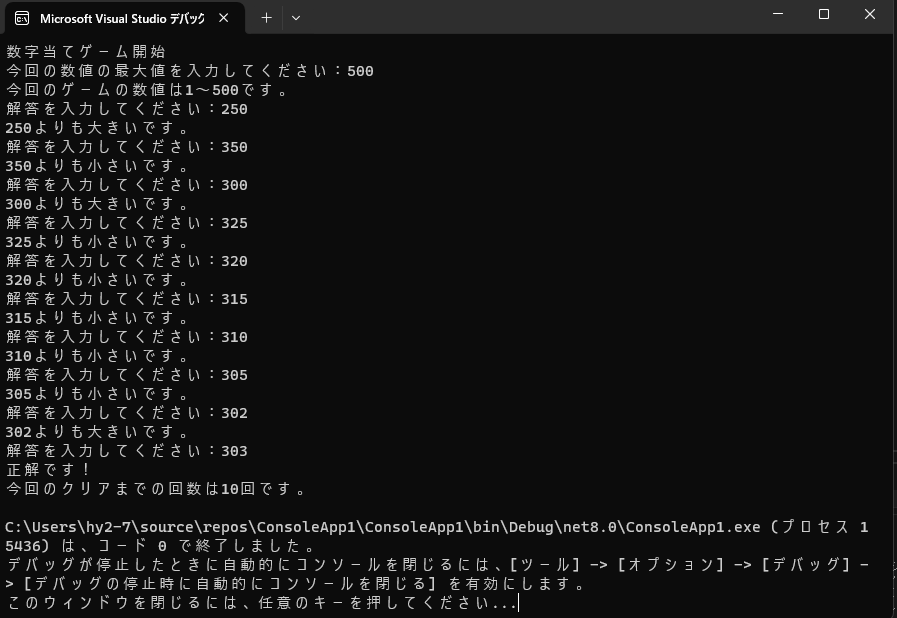 Microsoft Visual Studio デバッグ
数字当てゲーム開始
今回の数値の最大値を入力してください：500
今回のゲームの数値は1～500です。
解答を入力してください：250
250よりも大きいです。
解答を入力してください：350
350よりも小さいです。
解答を入力してください：300
300よりも大きいです。
解答を入力してください：325
325よりも小さいです。
解答を入力してください：320
320よりも小さいです。
解答を入力してください：315
315よりも小さいです。
解答を入力してください：310
310よりも小さいです。
解答を入力してください：305
305よりも小さいです。
解答を入力してください：302
302よりも大きいです。
解答を入力してください：303
正解です！
今回のクリアまでの回数は10回です。
C:\Users\hy2-7\source\repos\ConsoleApp1\ConsoleApp1\bin\Debug\net8.0\ConsoleApp1.exe (プロセス 1
5436) は、コード 0 で終了しました。
デバッグが停止したときに自動的にコンソールを閉じるには、[ツール] -> [オプション] -> [デバッグ] -
> [デバッグの停止時に自動的にコンソールを閉じる] を有効にします。
このウィンドウを閉じるには、任意のキーを押してください...